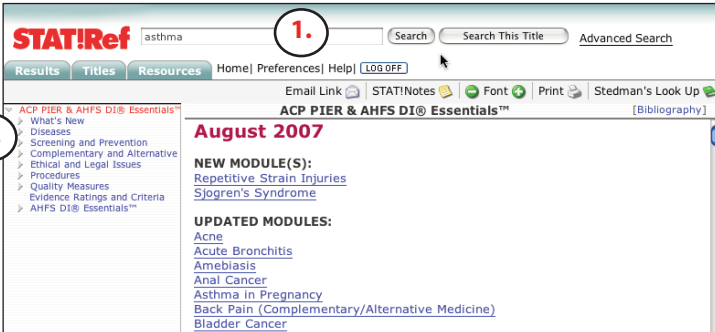 STAT!Ref asthma 1. Search Search This Title Advanced Search
Results Titles Resources Home| Preferences| Help| LOG OFF
Email Link STAT!Notes Font Print Stedman's Look Up
ACP PIER & AHFS DI® Essentials™
What's New
Diseases
Screening and Prevention
Complementary and Alternative
Ethical and Legal Issues
Procedures
Quality Measures
Evidence Ratings and Criteria
AHFS DI® Essentials™
ACP PIER & AHFS DI® Essentials™ [Bibliography]
August 2007
NEW MODULE(S):
Repetitive Strain Injuries
Sjogren's Syndrome
UPDATED MODULES:
Acne
Acute Bronchitis
Amebiasis
Anal Cancer
Asthma in Pregnancy
Back Pain (Complementary/Alternative Medicine)
Bladder Cancer